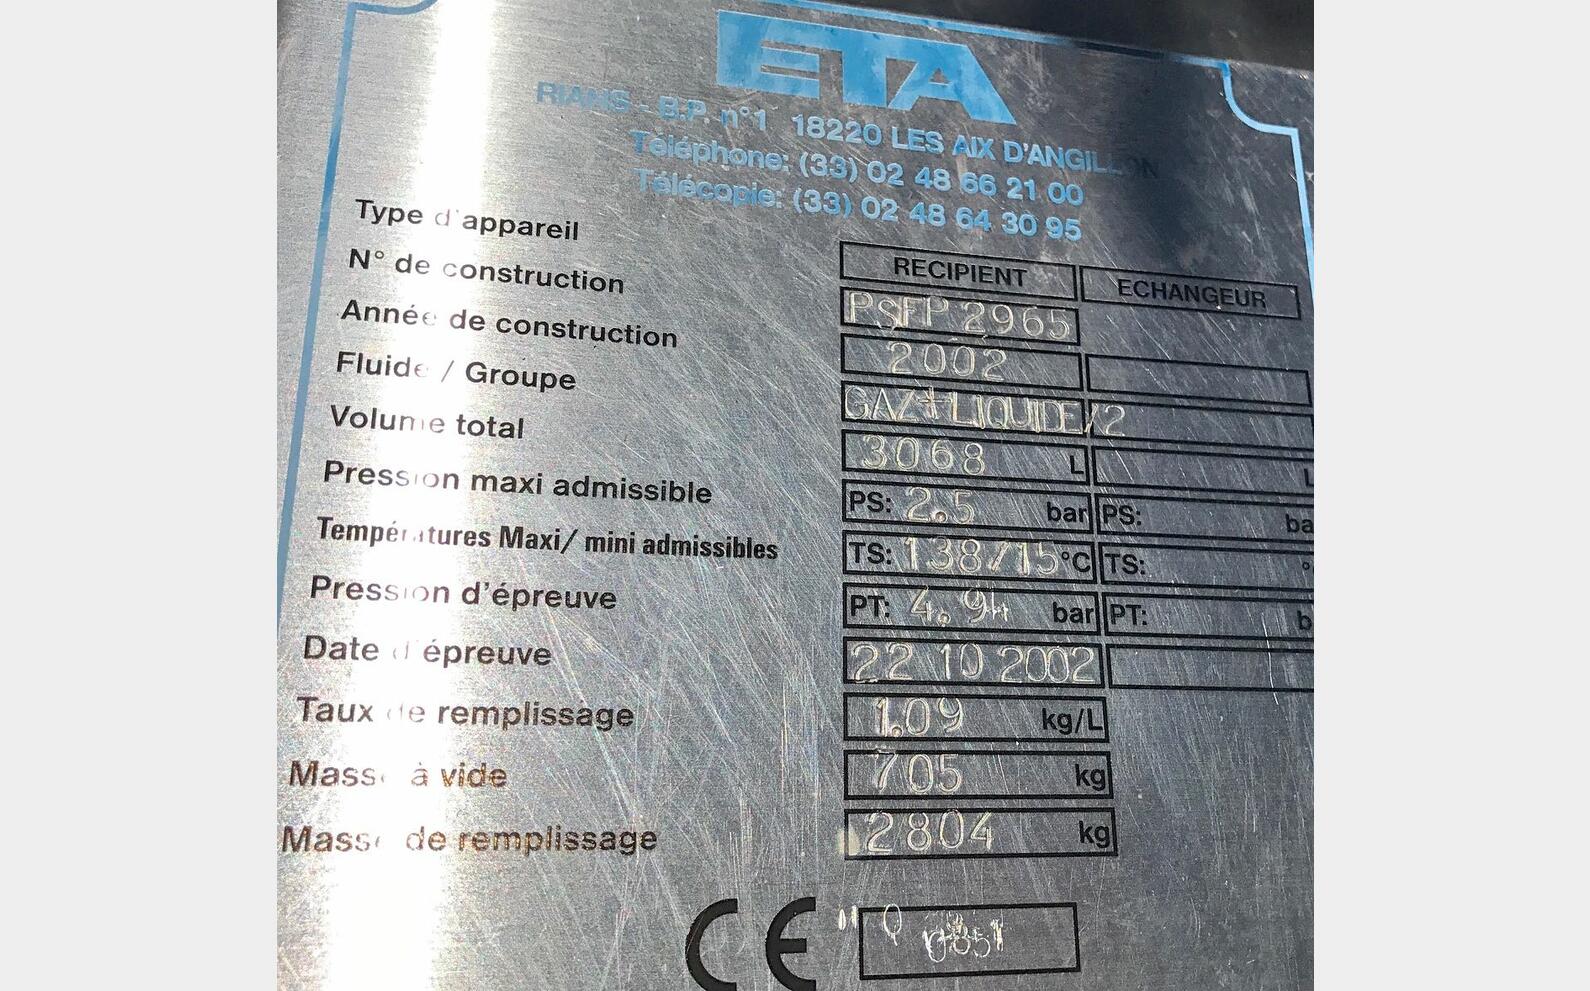 ETA
RIANS - B.P. n°1 18220 LES AIX D'ANGILLON
Téléphone: (33) 02 48 66 21 00
Télécopie: (33) 02 48 64 30 95
RECIPIENT ECHANGEUR
Type d'appareil
N° de construction PSFP 2965
Année de construction 2002
Fluide / Groupe GAZ+LIQUIDE/2
Volume total 3068 L L
Pression maxi admissible PS: 2.5 bar PS: ba
Températures Maxi/ mini admissibles TS: 138/15 °C TS: °
Pression d'épreuve PT: 4.94 bar PT: b
Date d'épreuve 22 10 2002
Taux de remplissage 1.09 kg/L
Masse à vide 705 kg
Masse de remplissage 2804 kg
CE